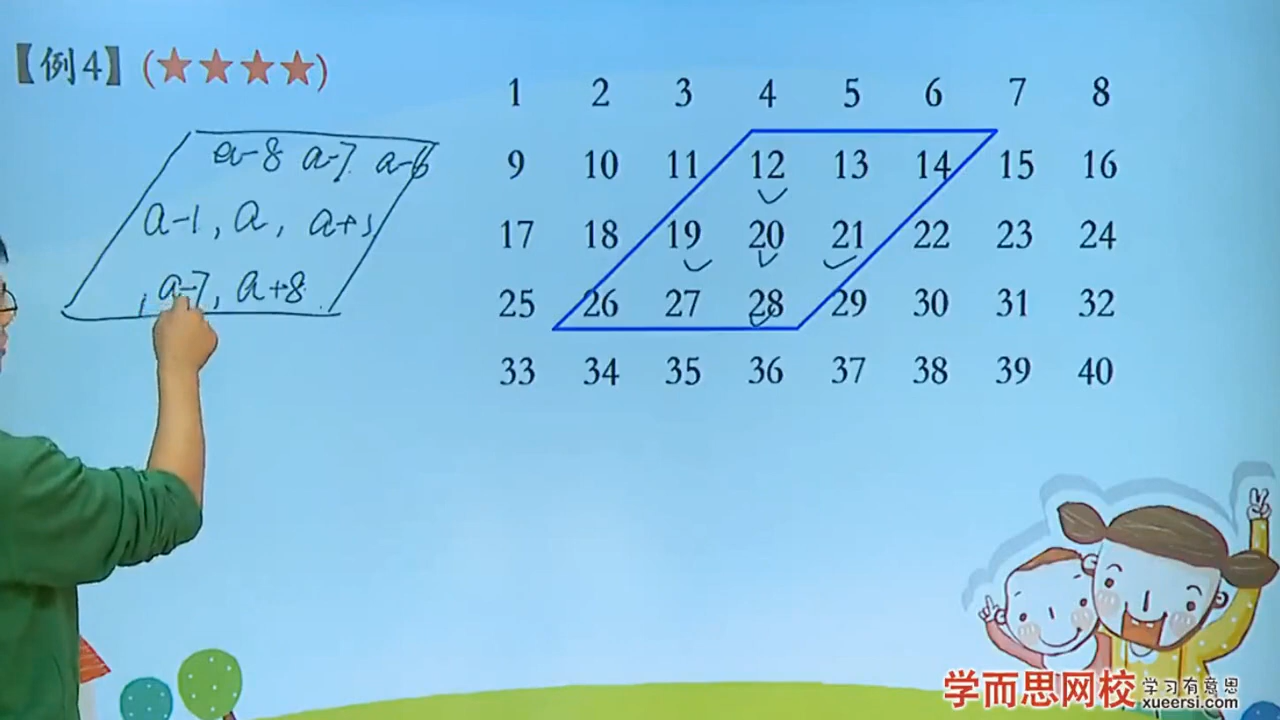 【例4】(★★★★)
1 2 3 4 5 6 7 8
9 10 11 12 13 14 15 16
17 18 19 20 21 22 23 24
25 26 27 28 29 30 31 32
33 34 35 36 37 38 39 40
a-8 a-7 a-6
a-1, a, a+1
, a-7, a+8
学而思网校 学习有意思
xueersi.com